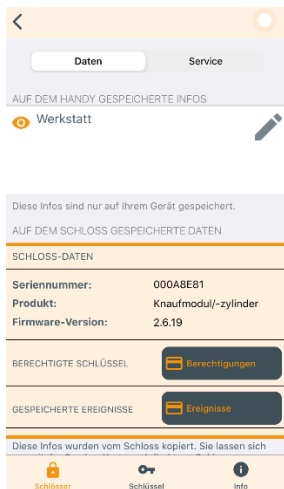 Daten Service
AUF DEM HANDY GESPEICHERTE INFOS
Werkstatt
Diese Infos sind nur auf Ihrem Gerät gespeichert.
AUF DEM SCHLOSS GESPEICHERTE DATEN
SCHLOSS-DATEN
Seriennummer: 000A8E81
Produkt: Knaufmodul/-zylinder
Firmware-Version: 2.6.19
BERECHTIGTE SCHLÜSSEL Berechtigungen
GESPEICHERTE EREIGNISSE Ereignisse
Diese Infos wurden vom Schloss kopiert. Sie lassen sich
Schlösser Schlüssel Info